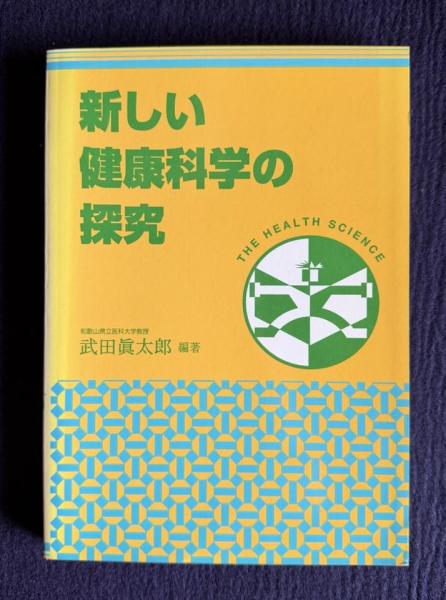 新しい
健康科学の
探究
THE HEALTH SCIENCE
和歌山県立医科大学教授
武田眞太郎 編著